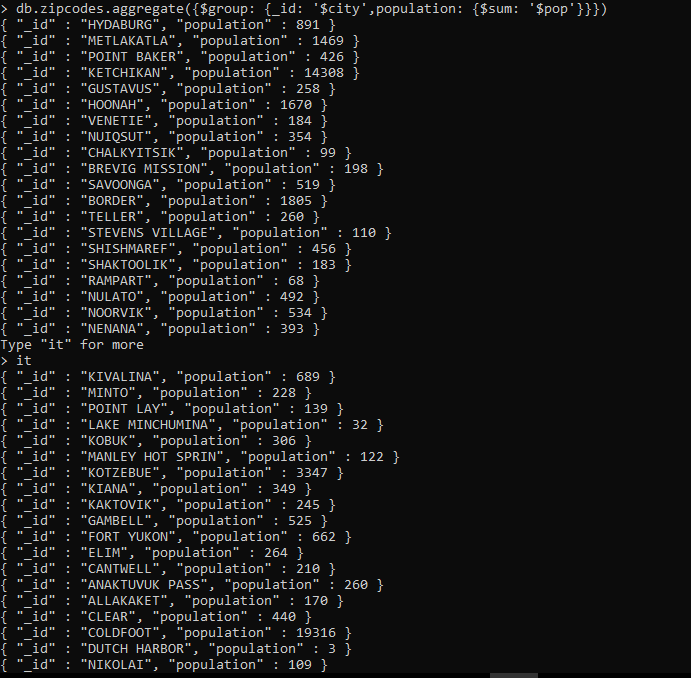 > db.zipcodes.aggregate({$group: {_id: '$city',population: {$sum: '$pop'}}})
{ "_id" : "HYDABURG", "population" : 891 }
{ "_id" : "METLAKATLA", "population" : 1469 }
{ "_id" : "POINT BAKER", "population" : 426 }
{ "_id" : "KETCHIKAN", "population" : 14308 }
{ "_id" : "GUSTAVUS", "population" : 258 }
{ "_id" : "HOONAH", "population" : 1670 }
{ "_id" : "VENETIE", "population" : 184 }
{ "_id" : "NUIQSUT", "population" : 354 }
{ "_id" : "CHALKYITSIK", "population" : 99 }
{ "_id" : "BREVIG MISSION", "population" : 198 }
{ "_id" : "SAVOONGA", "population" : 519 }
{ "_id" : "BORDER", "population" : 1805 }
{ "_id" : "TELLER", "population" : 260 }
{ "_id" : "STEVENS VILLAGE", "population" : 110 }
{ "_id" : "SHISHMAREF", "population" : 456 }
{ "_id" : "SHAKTOOLIK", "population" : 183 }
{ "_id" : "RAMPART", "population" : 68 }
{ "_id" : "NULATO", "population" : 492 }
{ "_id" : "NOORVIK", "population" : 534 }
{ "_id" : "NENANA", "population" : 393 }
Type "it" for more
> it
{ "_id" : "KIVALINA", "population" : 689 }
{ "_id" : "MINTO", "population" : 228 }
{ "_id" : "POINT LAY", "population" : 139 }
{ "_id" : "LAKE MINCHUMINA", "population" : 32 }
{ "_id" : "KOBUK", "population" : 306 }
{ "_id" : "MANLEY HOT SPRIN", "population" : 122 }
{ "_id" : "KOTZEBUE", "population" : 3347 }
{ "_id" : "KIANA", "population" : 349 }
{ "_id" : "KAKTOVIK", "population" : 245 }
{ "_id" : "GAMBELL", "population" : 525 }
{ "_id" : "FORT YUKON", "population" : 662 }
{ "_id" : "ELIM", "population" : 264 }
{ "_id" : "CANTWELL", "population" : 210 }
{ "_id" : "ANAKTUVUK PASS", "population" : 260 }
{ "_id" : "ALLAKAKET", "population" : 170 }
{ "_id" : "CLEAR", "population" : 440 }
{ "_id" : "COLDFOOT", "population" : 19316 }
{ "_id" : "DUTCH HARBOR", "population" : 3 }
{ "_id" : "NIKOLAI", "population" : 109 }